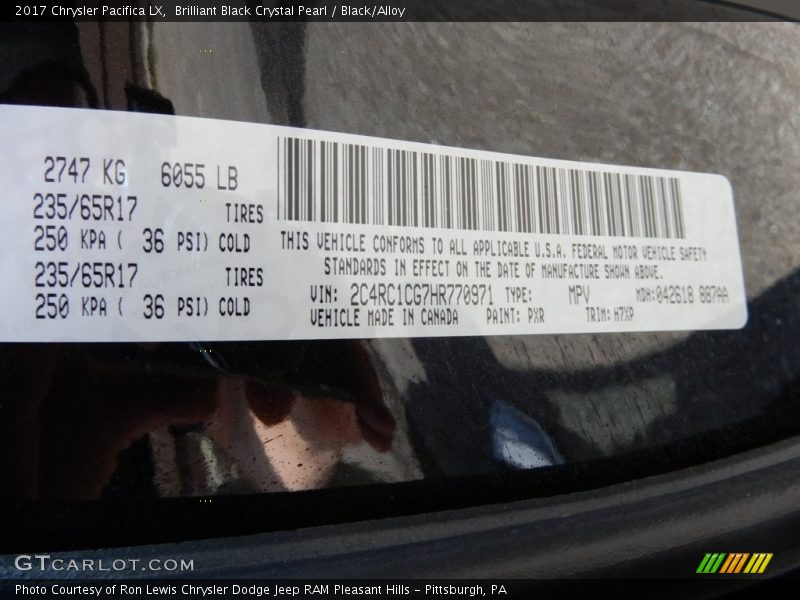 2017 Chrysler Pacifica LX, Brilliant Black Crystal Pearl / Black/Alloy
2747 KG 6055 LB
235/65R17 TIRES
250 KPA ( 36 PSI) COLD
235/65R17 TIRES
250 KPA ( 36 PSI) COLD
THIS VEHICLE CONFORMS TO ALL APPLICABLE U.S.A. FEDERAL MOTOR VEHICLE SAFETY
STANDARDS IN EFFECT ON THE DATE OF MANUFACTURE SHOWN ABOVE.
VIN: 2C4RC1CG7HR770971 TYPE: MPV MDH:042618 887AA
VEHICLE MADE IN CANADA PAINT: PXR TRIM: H7XP
GTCARLOT.COM
Photo Courtesy of Ron Lewis Chrysler Dodge Jeep RAM Pleasant Hills - Pittsburgh, PA